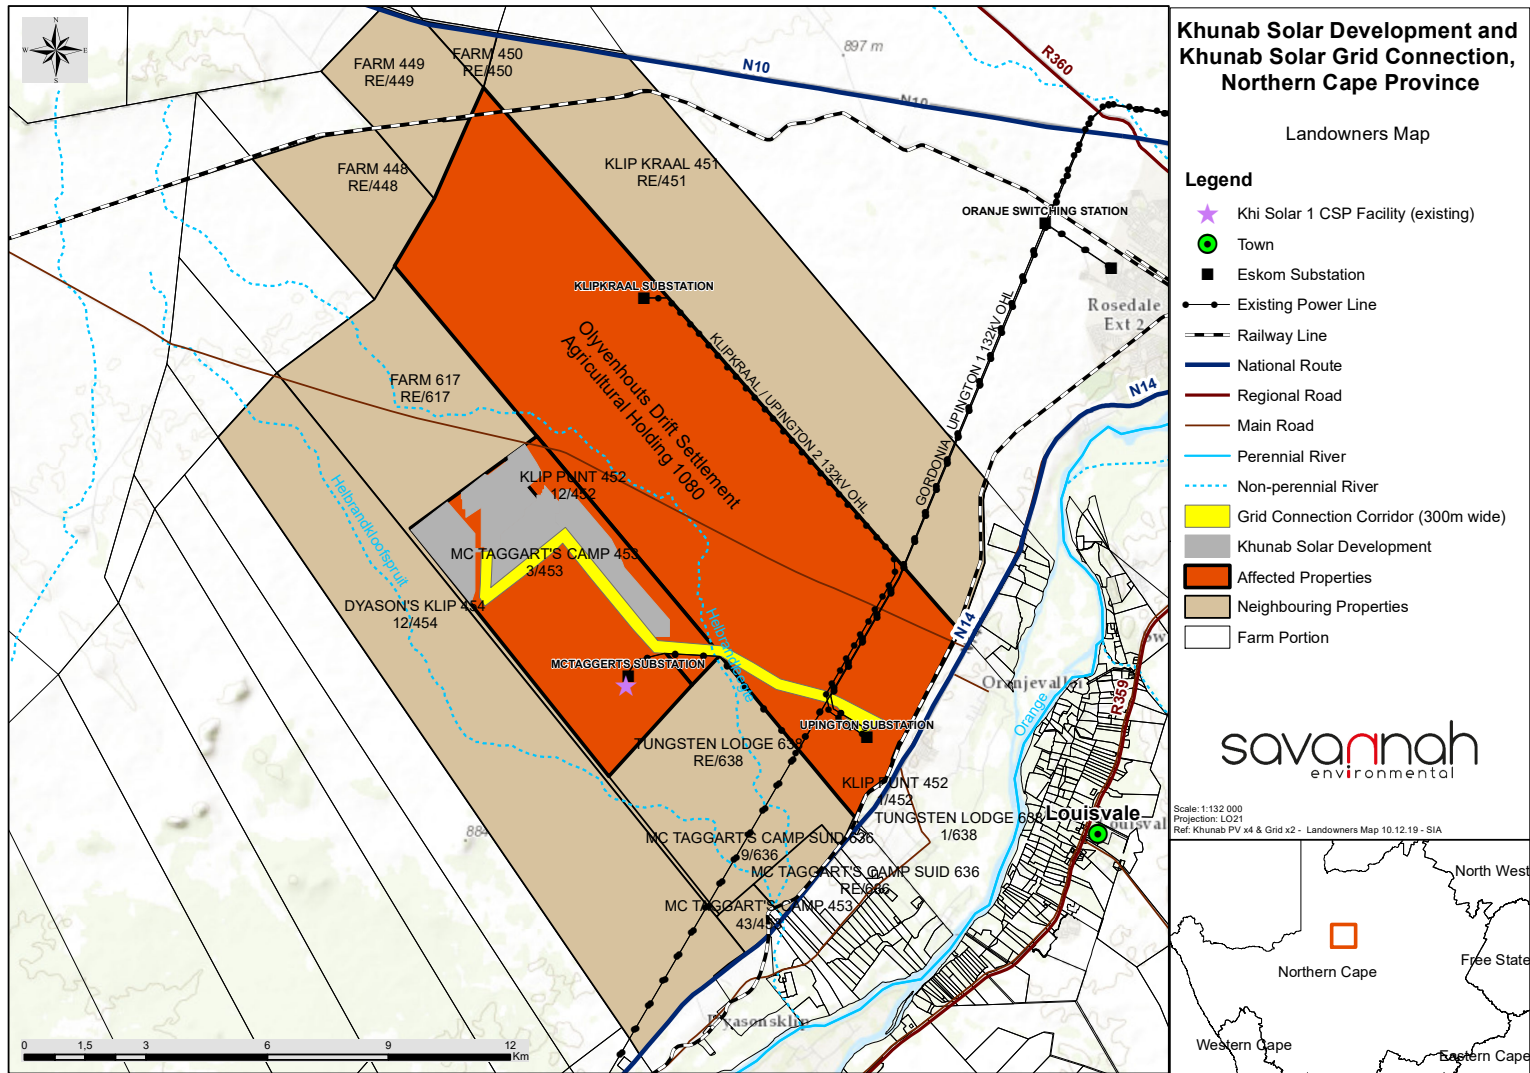 Khunab Solar Development and
Khunab Solar Grid Connection,
Northern Cape Province
Landowners Map
Legend
Khi Solar 1 CSP Facility (existing)
Town
Eskom Substation
Existing Power Line
Railway Line
National Route
Regional Road
Main Road
Perennial River
Non-perennial River
Grid Connection Corridor (300m wide)
Khunab Solar Development
Affected Properties
Neighbouring Properties
Farm Portion
savannah
environmental
Scale: 1:132 000
Projection: LO21
Ref: Khunab PV x4 & Grid x2 - Landowners Map 10.12.19 - SIA
North West
Northern Cape
Free State
Western Cape
Eastern Cape
N
W
E
S
FARM 449
RE/449
FARM 450
RE/450
N10
897 m
N10
R360
FARM 448
RE/448
KLIP KRAAL 451
RE/451
ORANJE SWITCHING STATION
KLIPKRAAL SUBSTATION
Rosedale
Ext 2
Olyvenhouts Drift Settlement
Agricultural Holding 1080
KLIPKRAAL / UPINGTON 2 132KV OHL
GORDONIA / UPINGTON 1 132KV OHL
N14
FARM 617
RE/617
KLIP PUNT 452
12/452
Helbrandkloofspruit
MC TAGGART'S CAMP 453
3/453
DYASON'S KLIP 454
12/454
Helbrandleegte
N14
MCTAGGERTS SUBSTATION
Oranjevallei
R359
Orange
UPINGTON SUBSTATION
TUNGSTEN LODGE 638
RE/638
KLIP PUNT 452
1/452
TUNGSTEN LODGE 638
1/638
Louisvale
884
MC TAGGART'S CAMP SUID 636
9/636
MC TAGGART'S CAMP SUID 636
RE/636
MC TAGGART'S CAMP 453
43/453
Dyasonsklip
0 1,5 3 6 9 12
Km